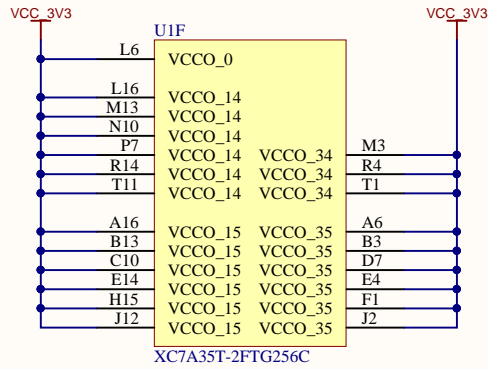 VCC_3V3 VCC_3V3
U1F
L6 VCCO_0
L16 VCCO_14
M13 VCCO_14
N10 VCCO_14
P7 VCCO_14 VCCO_34 M3
R14 VCCO_14 VCCO_34 R4
T11 VCCO_14 VCCO_34 T1
A16 VCCO_15 VCCO_35 A6
B13 VCCO_15 VCCO_35 B3
C10 VCCO_15 VCCO_35 D7
E14 VCCO_15 VCCO_35 E4
H15 VCCO_15 VCCO_35 F1
J12 VCCO_15 VCCO_35 J2
XC7A35T-2FTG256C